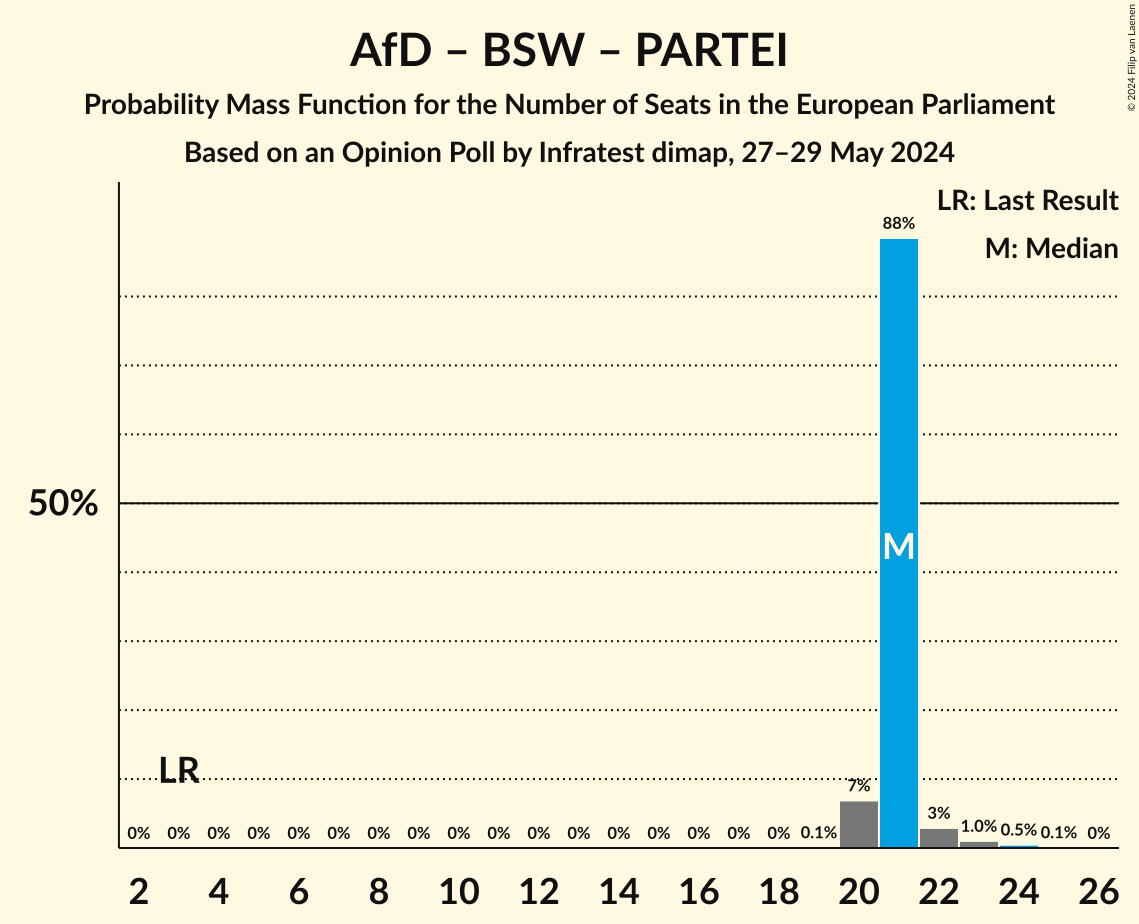 AfD – BSW – PARTEI
Probability Mass Function for the Number of Seats in the European Parliament
Based on an Opinion Poll by Infratest dimap, 27–29 May 2024
© 2024 Filip van Laenen
LR: Last Result
M: Median
88%
50%
M
LR
7%
3%
0% 0% 0% 0% 0% 0% 0% 0% 0% 0% 0% 0% 0% 0% 0% 0% 0% 0.1% 1.0% 0.5% 0.1% 0%
2 4 6 8 10 12 14 16 18 20 22 24 26